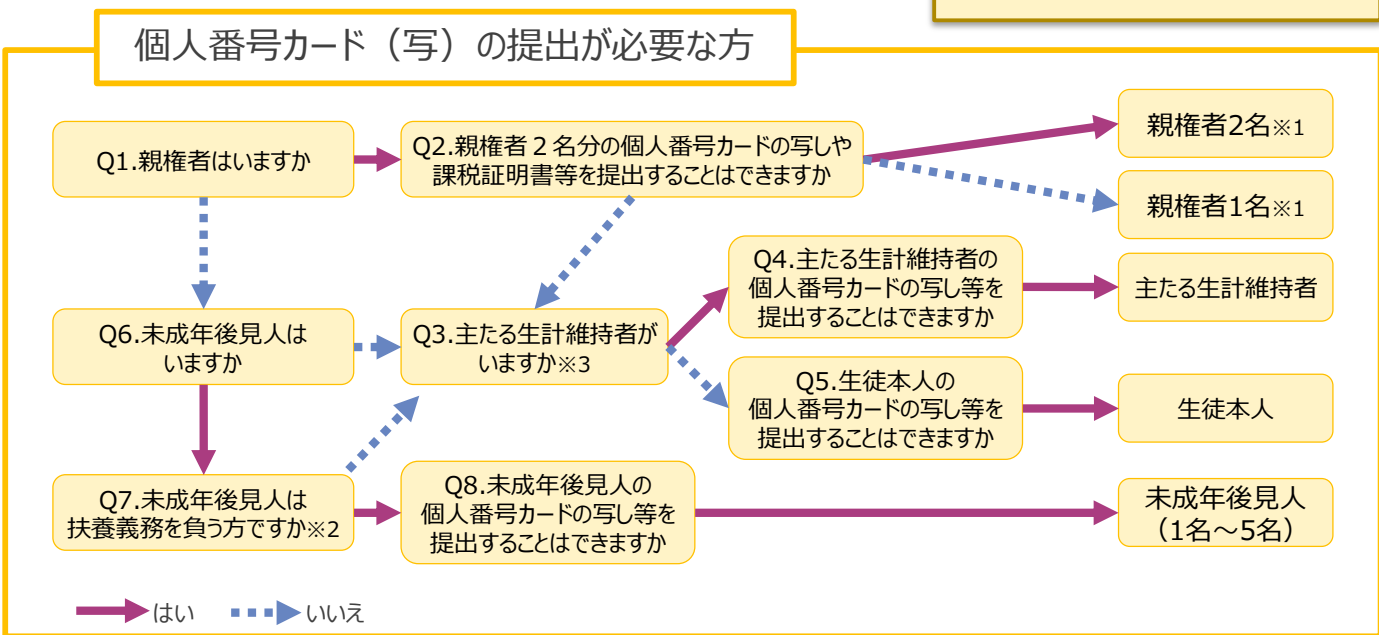 個人番号カード（写）の提出が必要な方
Q1.親権者はいますか
Q2.親権者２名分の個人番号カードの写しや
課税証明書等を提出することはできますか
親権者2名※1
親権者1名※1
Q6.未成年後見人は
いますか
Q3.主たる生計維持者が
いますか※3
Q4.主たる生計維持者の
個人番号カードの写し等を
提出することはできますか
主たる生計維持者
Q5.生徒本人の
個人番号カードの写し等を
提出することはできますか
生徒本人
Q7.未成年後見人は
扶養義務を負う方ですか※2
Q8.未成年後見人の
個人番号カードの写し等を
提出することはできますか
未成年後見人
（1名～5名）
はい
いいえ